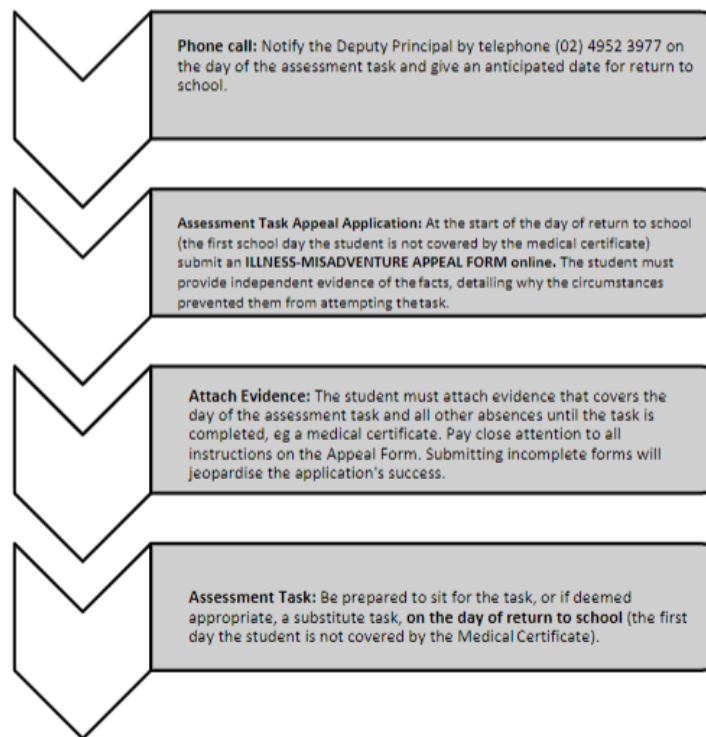 Phone call: Notify the Deputy Principal by telephone (02) 4952 3977 on
the day of the assessment task and give an anticipated date for return to
school.
Assessment Task Appeal Application: At the start of the day of return to school
(the first school day the student is not covered by the medical certificate)
submit an ILLNESS-MISADVENTURE APPEAL FORM online. The student must
provide independent evidence of the facts, detailing why the circumstances
prevented them from attempting the task.
Attach Evidence: The student must attach evidence that covers the
day of the assessment task and all other absences until the task is
completed, eg a medical certificate. Pay close attention to all
instructions on the Appeal Form. Submitting incomplete forms will
jeopardise the application's success.
Assessment Task: Be prepared to sit for the task, or if deemed
appropriate, a substitute task, on the day of return to school (the first
day the student is not covered by the Medical Certificate).